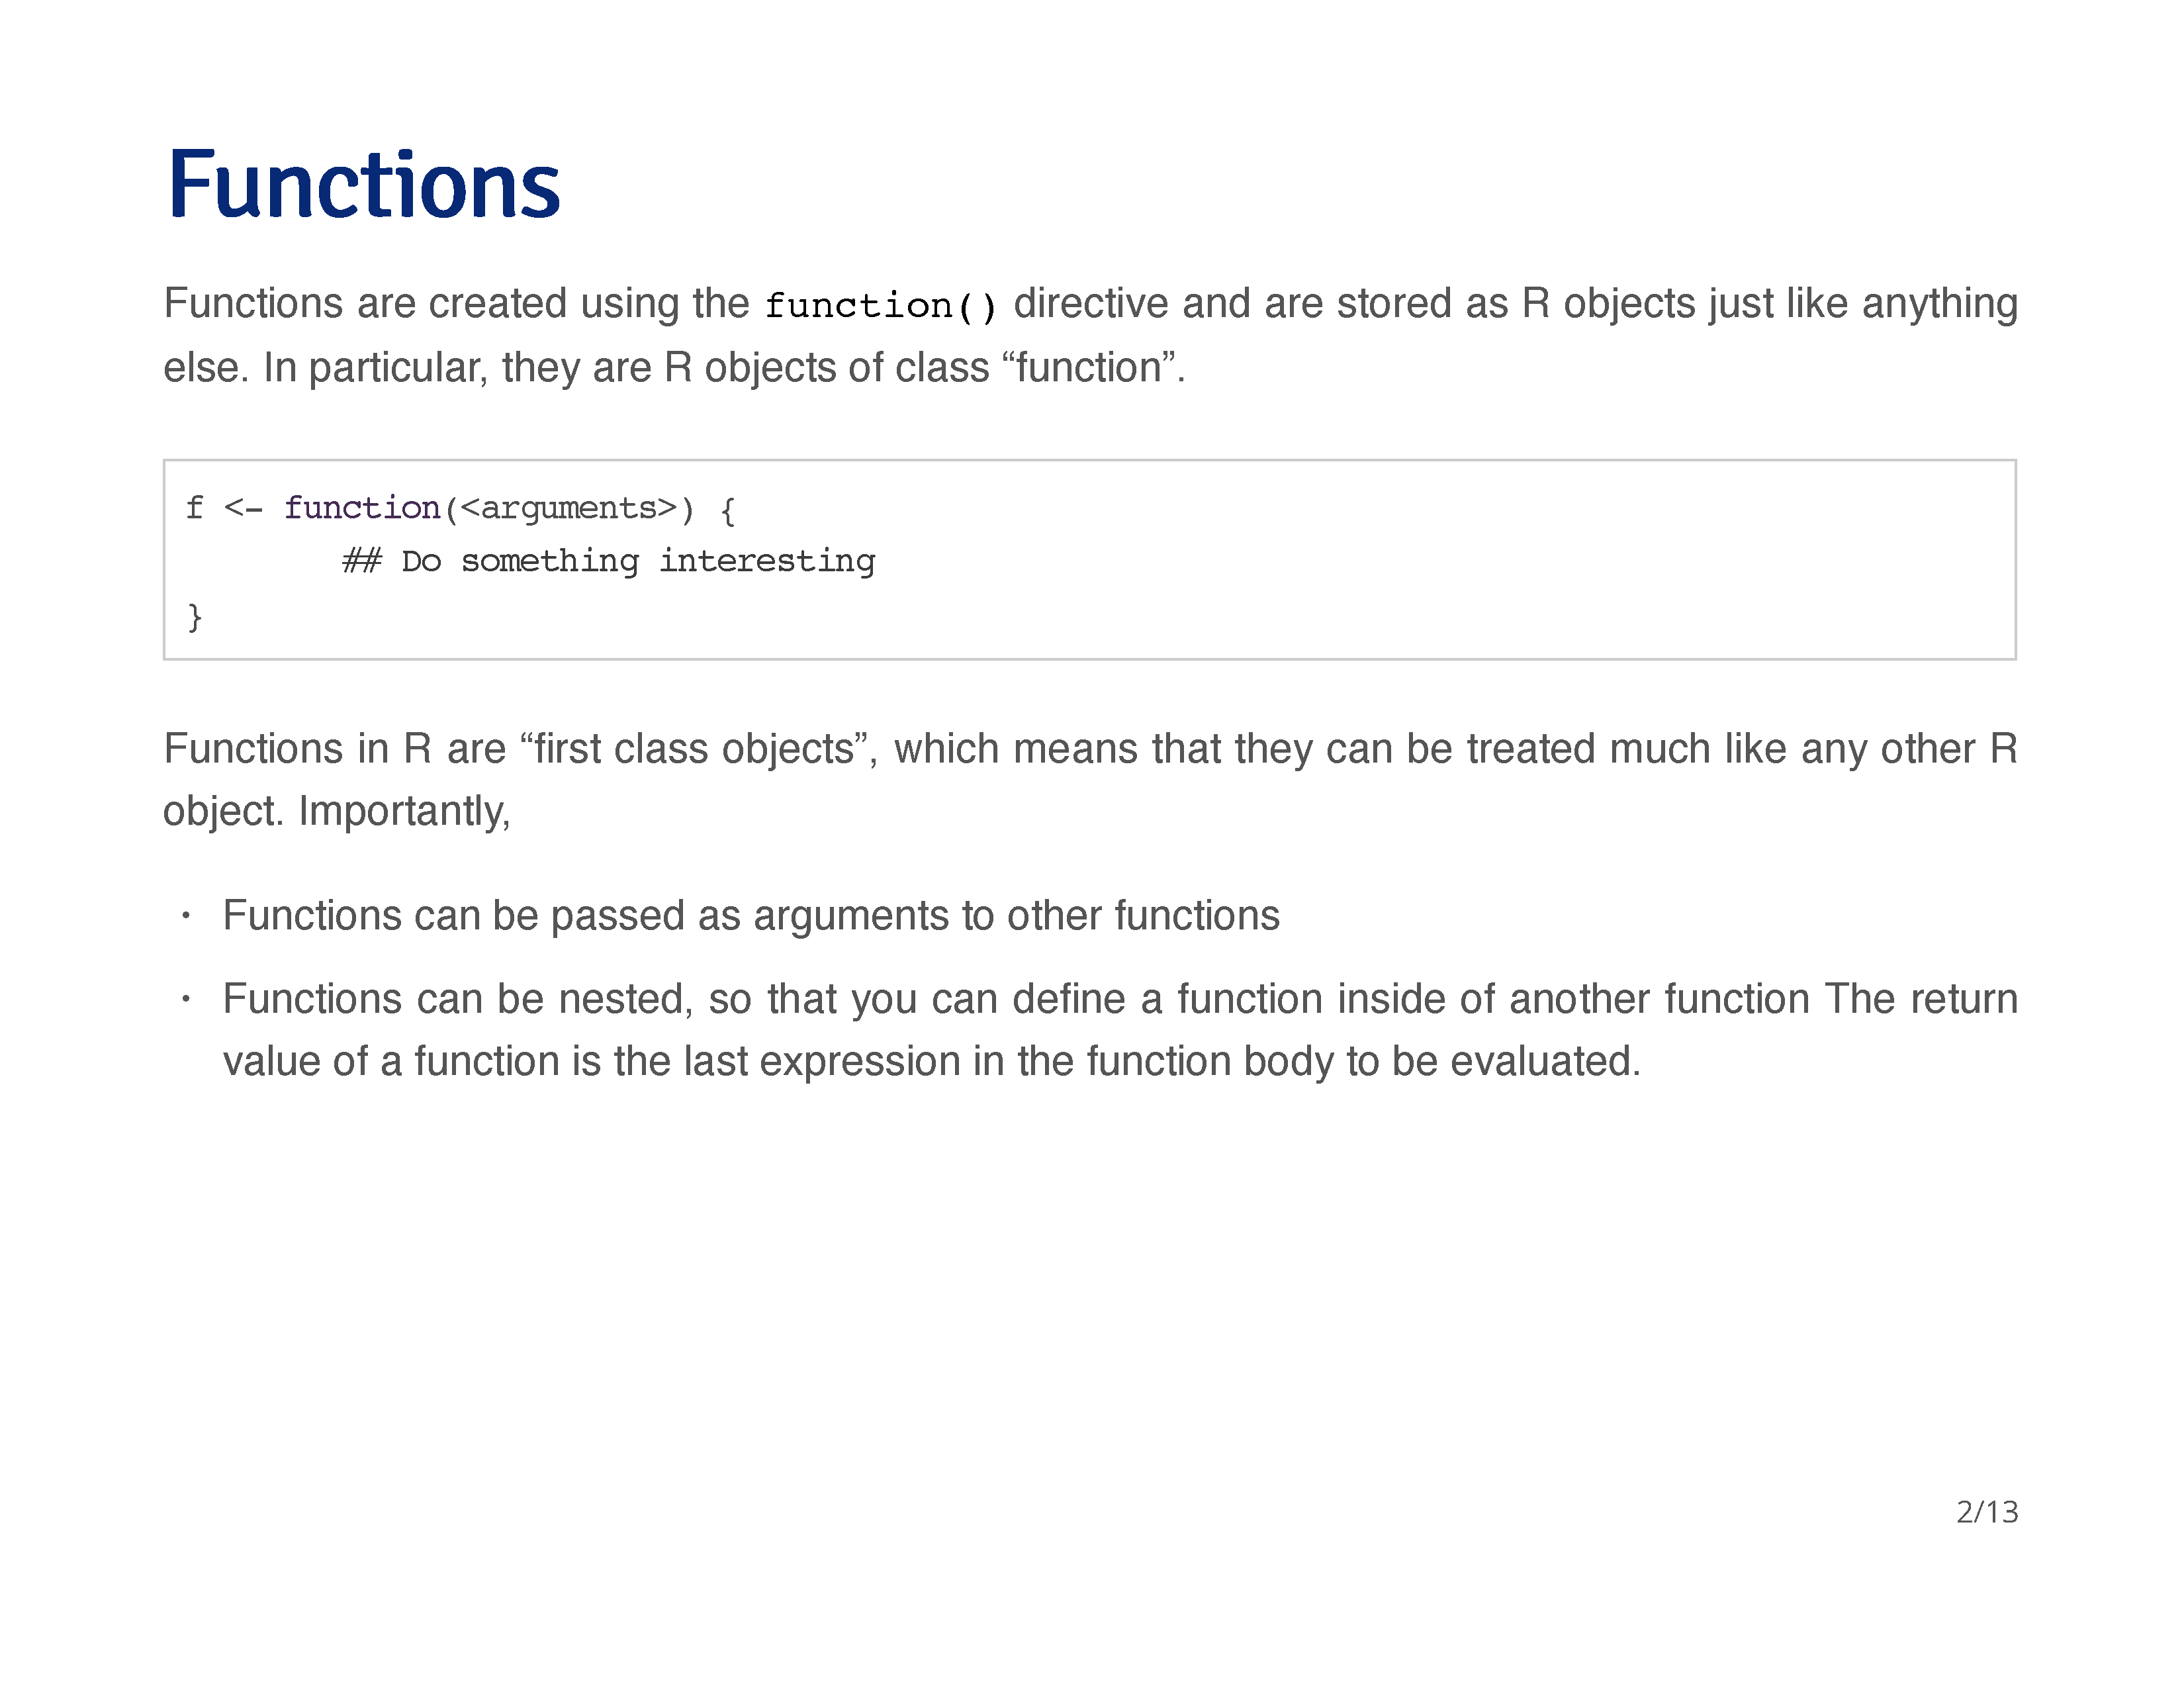 Functions
Functions are created using the function() directive and are stored as R objects just like anything
else. In particular, they are R objects of class “function”.
f <- function(<arguments>) {
        ## Do something interesting
}
Functions in R are “first class objects”, which means that they can be treated much like any other R
object. Importantly,
· Functions can be passed as arguments to other functions
· Functions can be nested, so that you can define a function inside of another function The return
value of a function is the last expression in the function body to be evaluated.
2/13